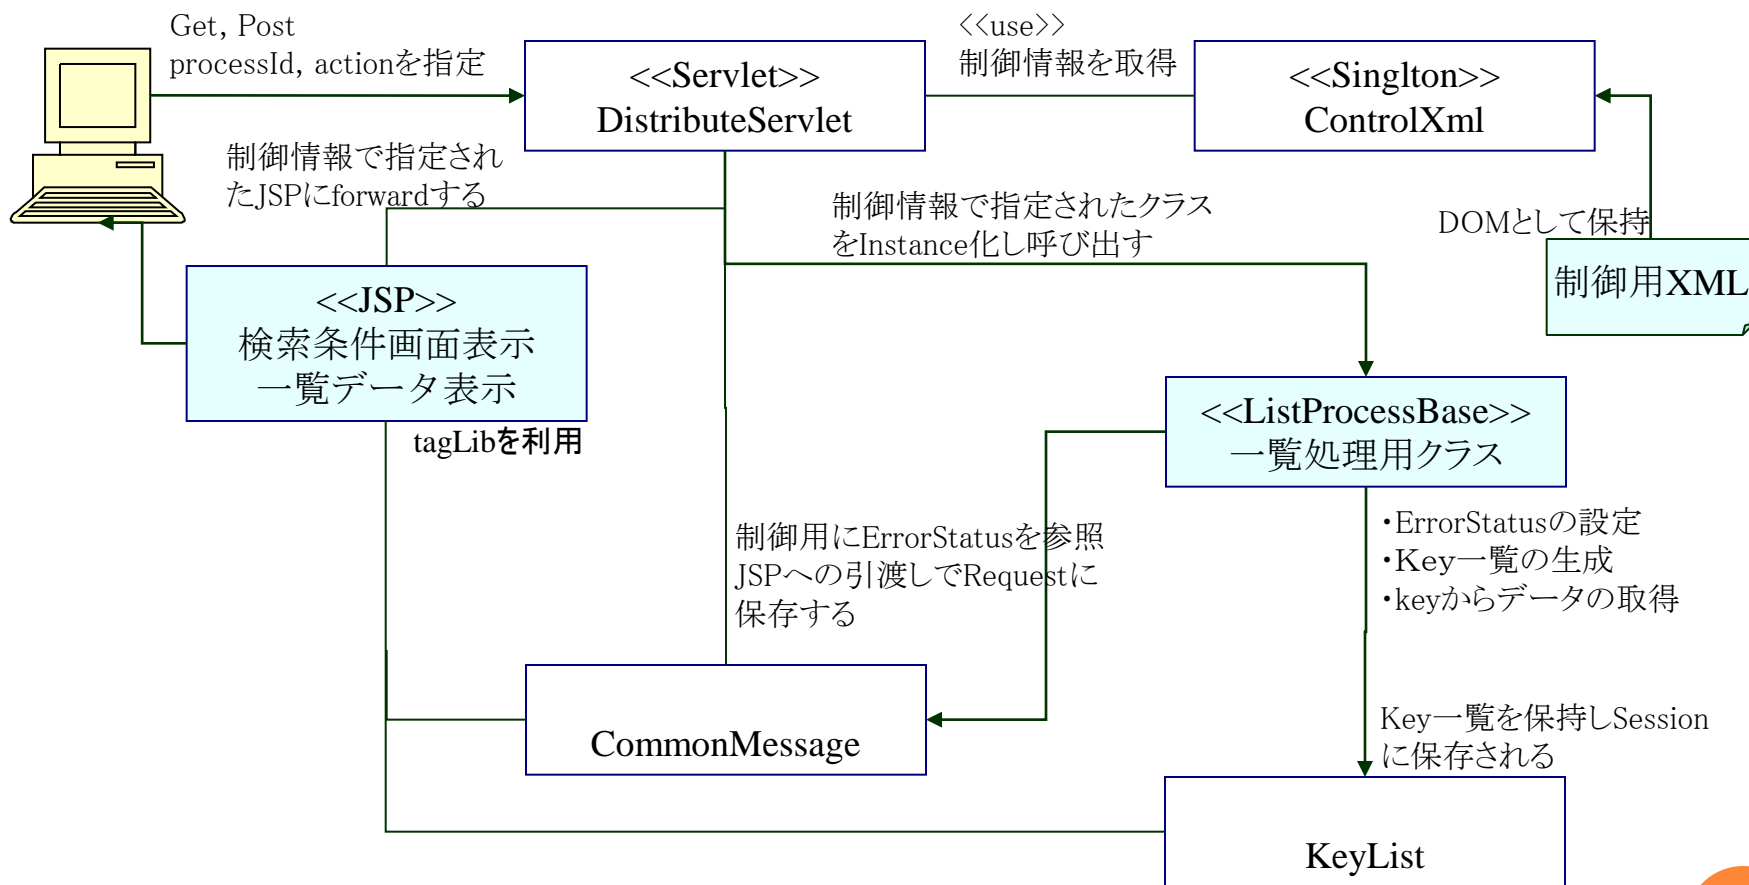 Get, Post
processId, actionを指定
<<Servlet>>
DistributeServlet
<<use>>
制御情報を取得
<<Singlton>>
ControlXml
制御情報で指定され
たJSPにforwardする
制御情報で指定されたクラス
をInstance化し呼び出す
DOMとして保持
制御用XML
<<JSP>>
検索条件画面表示
一覧データ表示
tagLibを利用
<<ListProcessBase>>
一覧処理用クラス
制御用にErrorStatusを参照
JSPへの引渡しでRequestに
保存する
・ErrorStatusの設定
・Key一覧の生成
・keyからデータの取得
CommonMessage
Key一覧を保持しSession
に保存される
KeyList